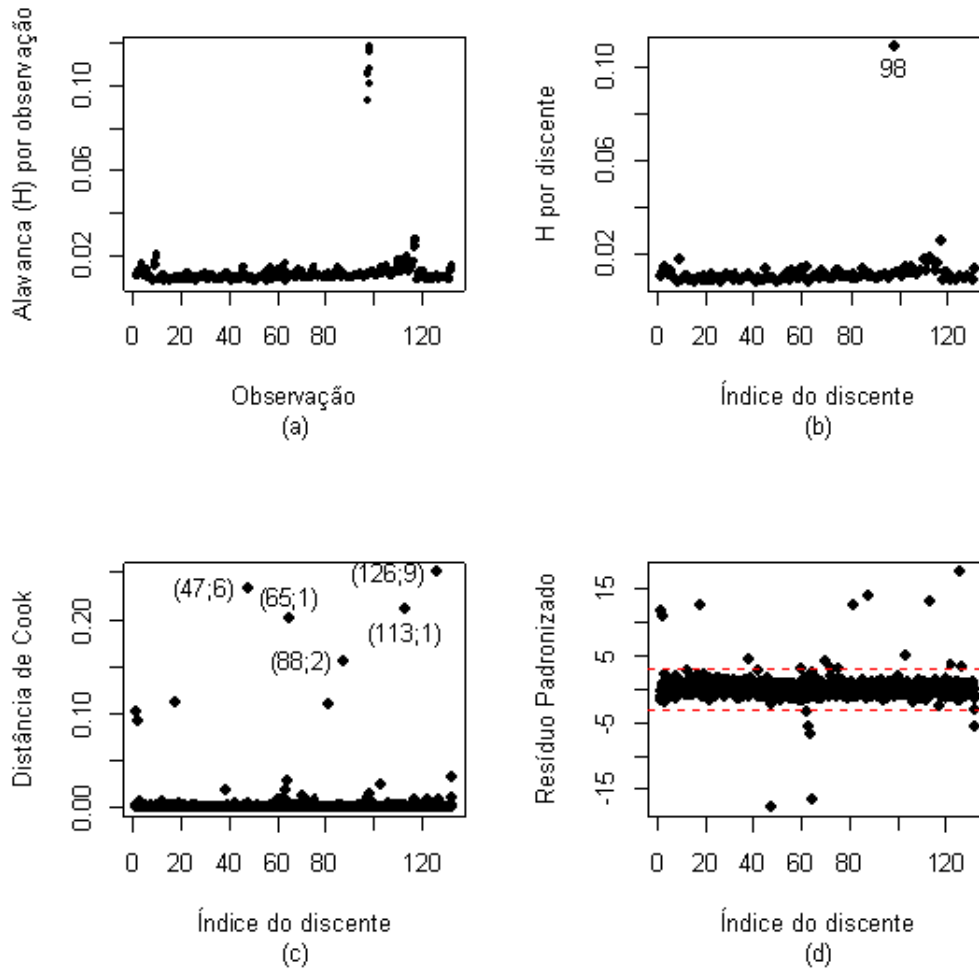 Alavanca (H) por observação
0.02 0.06 0.10
0 20 40 60 80 120
Observação
(a)
H por discente
0.02 0.06 0.10
98
0 20 40 60 80 120
Índice do discente
(b)
Distância de Cook
0.00 0.10 0.20
(47;6)
(65;1)
(126;9)
(88;2)
(113;1)
0 20 40 60 80 120
Índice do discente
(c)
Resíduo Padronizado
-15 -5 5 15
0 20 40 60 80 120
Índice do discente
(d)